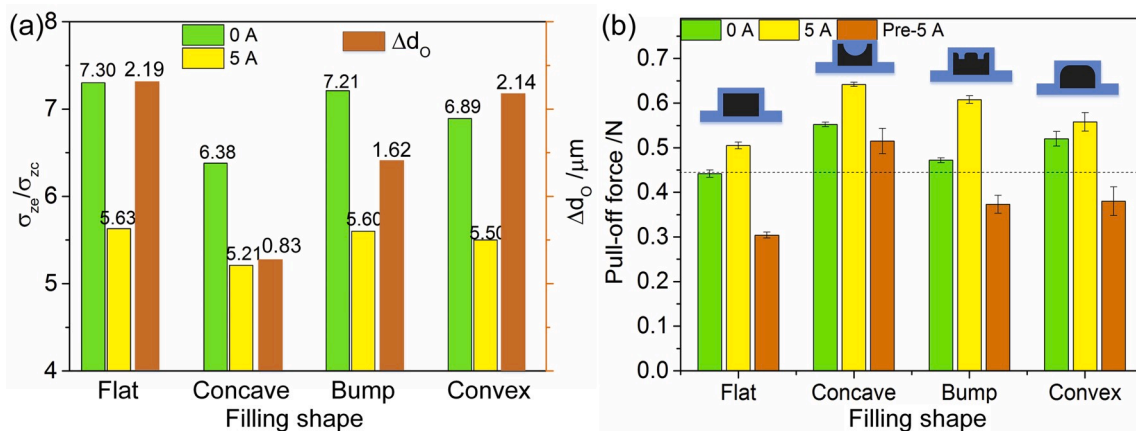 (a)
8
7
6
5
4
σze/σzc
0 A
5 A
Δdo
7.30
5.63
2.19
6.38
5.21
0.83
7.21
5.60
1.62
6.89
5.50
2.14
Δdo /μm
Flat Concave Bump Convex
Filling shape
(b)
0 A 5 A Pre-5 A
0.7
0.6
0.5
0.4
0.3
0.2
0.1
0.0
Pull-off force /N
Flat Concave Bump Convex
Filling shape